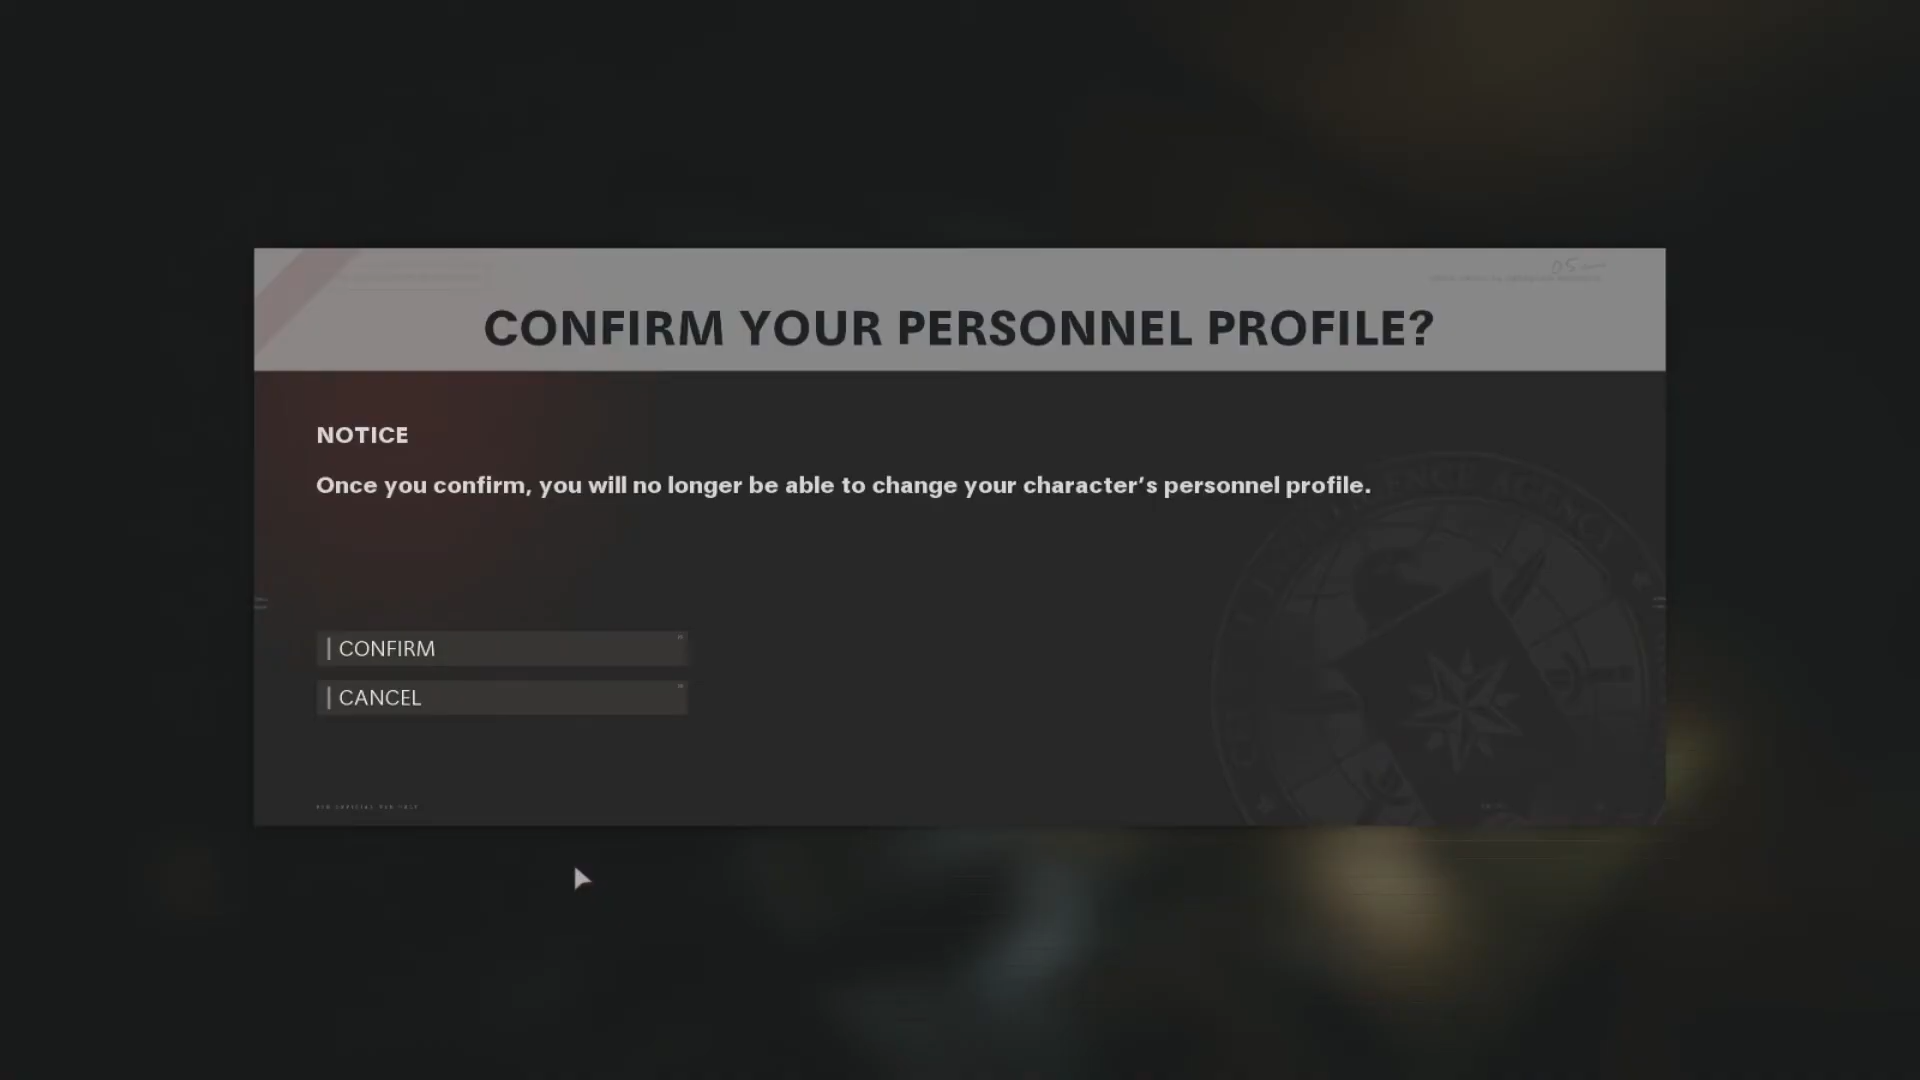 CONFIRM YOUR PERSONNEL PROFILE?
NOTICE
Once you confirm, you will no longer be able to change your character's personnel profile.
CONFIRM
CANCEL